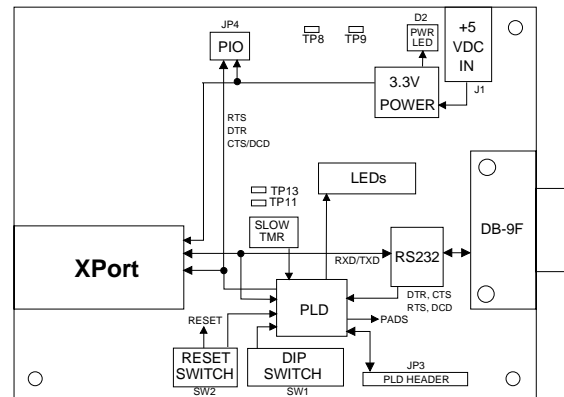 JP4
PIO
TP8
TP9
D2
PWR
LED
+5
VDC
IN
J1
3.3V
POWER
RTS
DTR
CTS/DCD
LEDs
TP13
TP11
SLOW
TMR
DB-9F
XPort
RXD/TXD
RS232
DTR, CTS
RTS, DCD
PLD
PADS
RESET
RESET
SWITCH
SW2
DIP
SWITCH
SW1
JP3
PLD HEADER